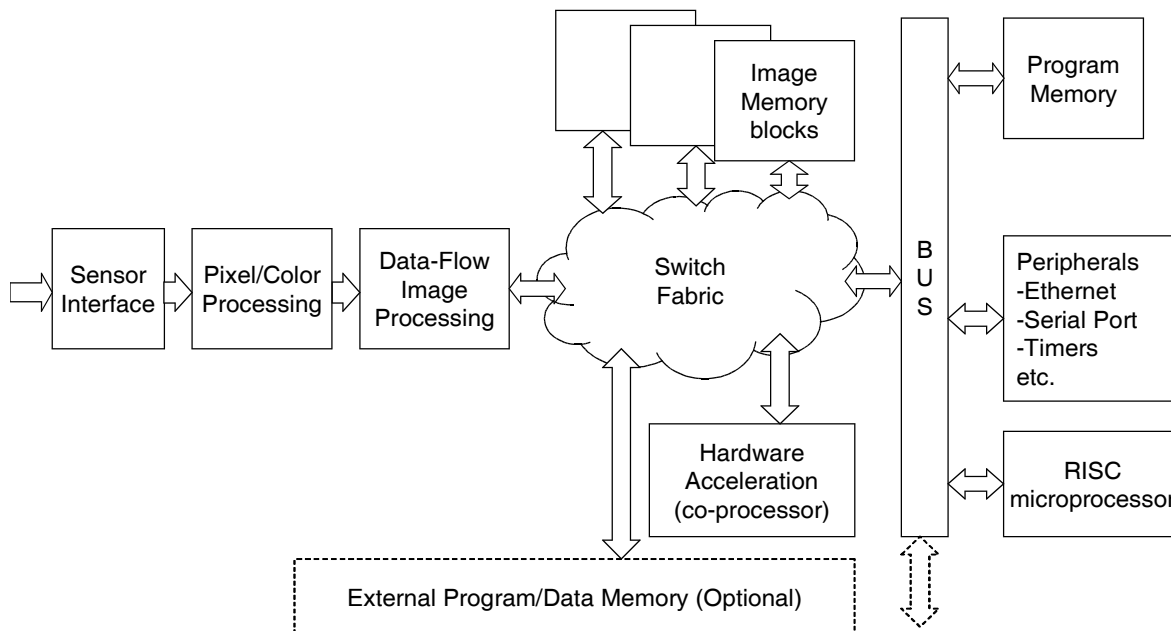 Image
Memory
blocks
Program
Memory
Sensor
Interface
Pixel/Color
Processing
Data-Flow
Image
Processing
Switch
Fabric
B
U
S
Peripherals
-Ethernet
-Serial Port
-Timers
etc.
Hardware
Acceleration
(co-processor)
RISC
microprocessor
External Program/Data Memory (Optional)